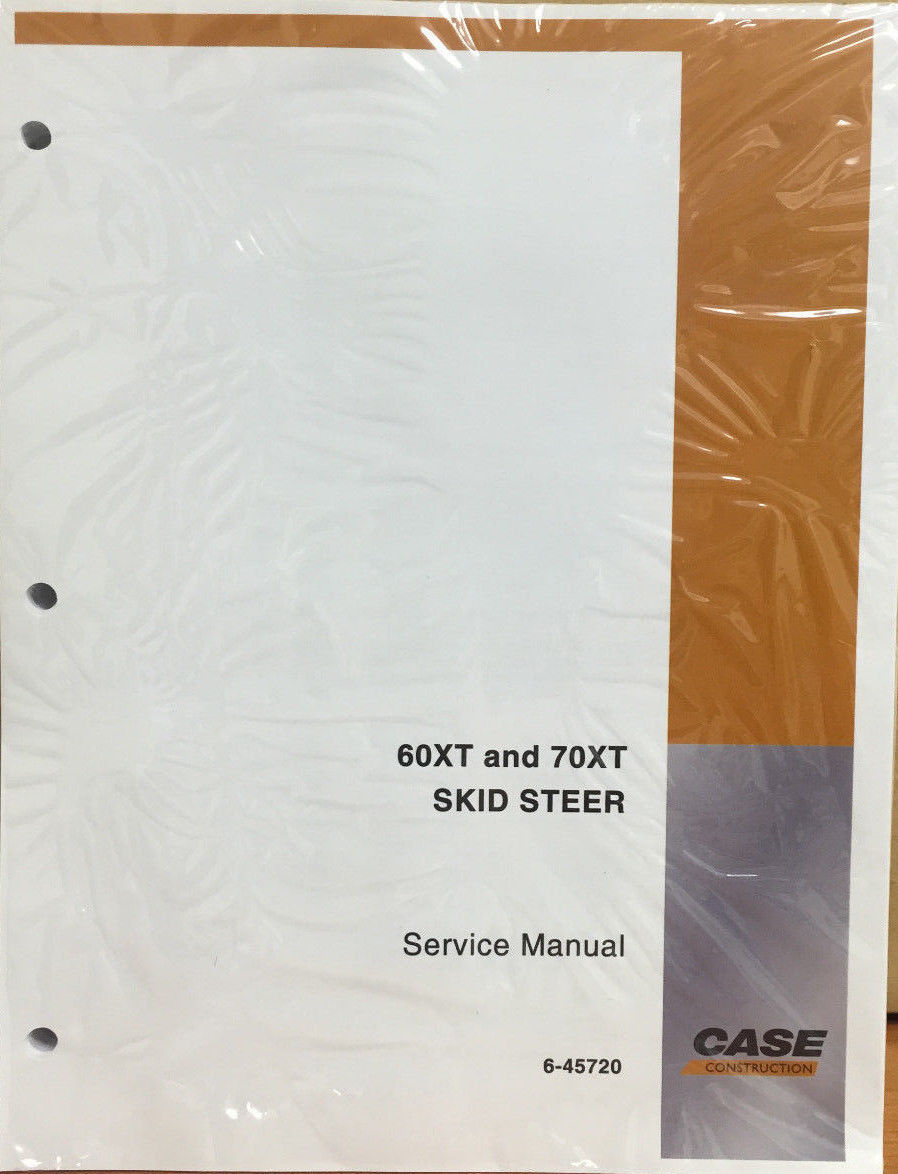 60XT and 70XT
SKID STEER
Service Manual
6-45720
CASE
CONSTRUCTION